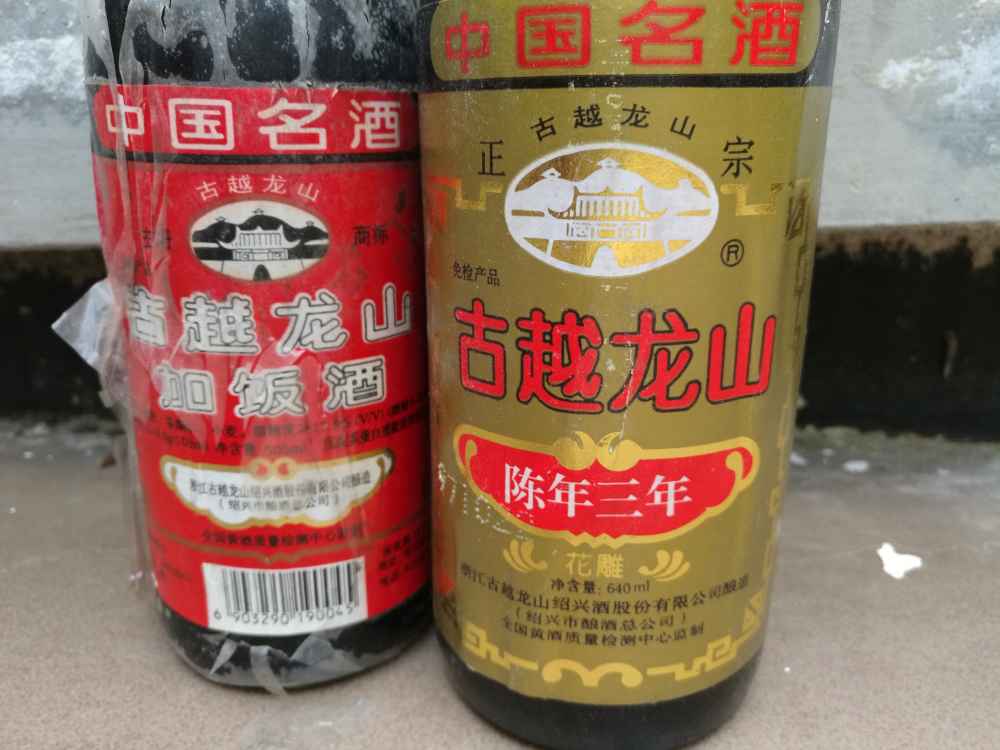 中国名酒
古越龙山
古越龙山
加饭酒
浙江古越龙山绍兴酒股份有限公司酿造
（绍兴市酿酒总公司）
全国黄酒质量检测中心监制
6 903290 190045
中国名酒
古越龙山
正 宗
®
免检产品
古越龙山
陈年三年
花雕
净含量: 640ml
浙江古越龙山绍兴酒股份有限公司酿造
（绍兴市酿酒总公司）
全国黄酒质量检测中心监制